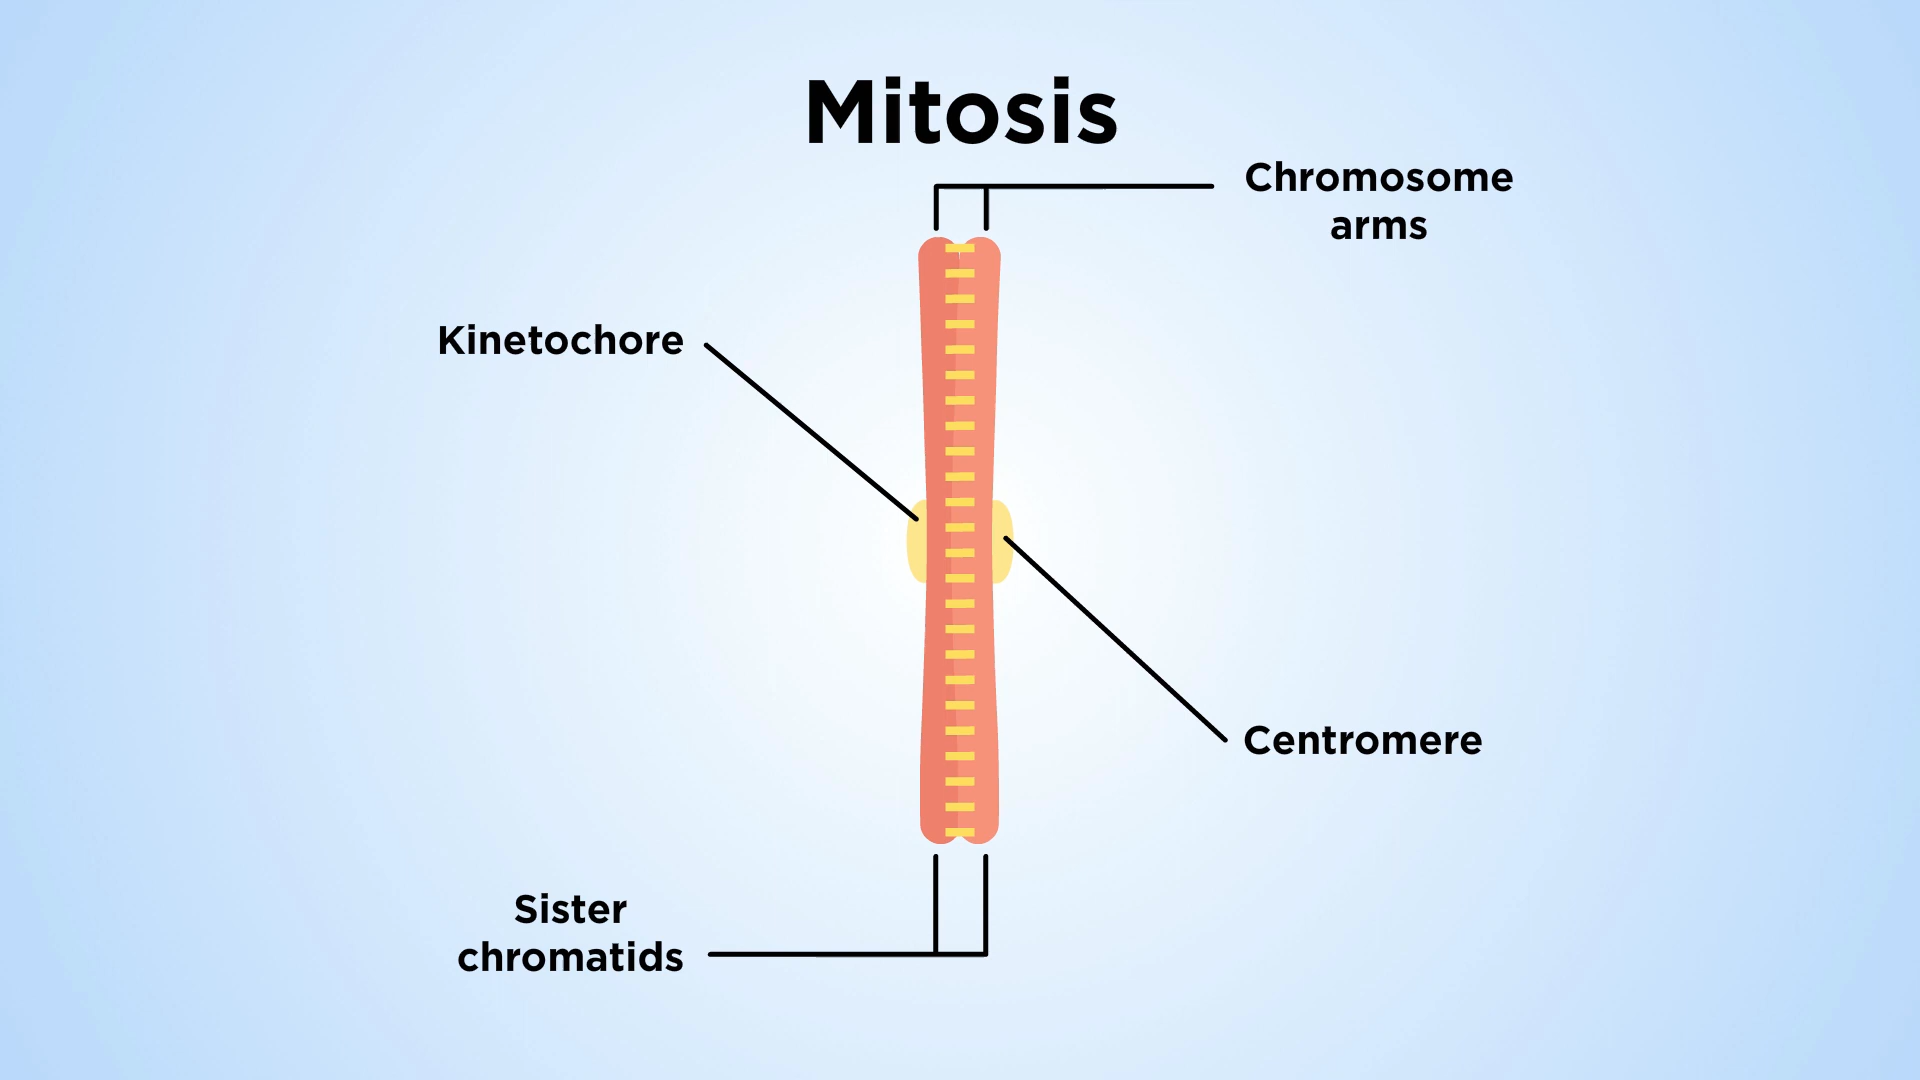 Mitosis
Chromosome
arms
Kinetochore
Centromere
Sister
chromatids